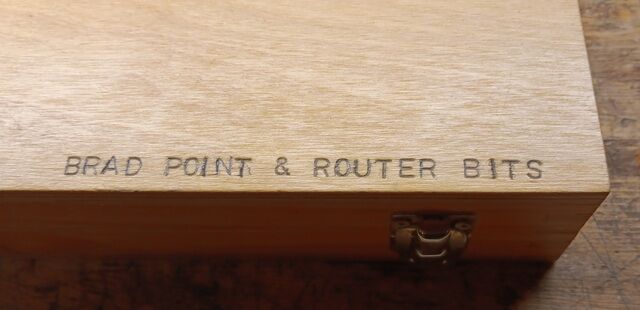 BRAD POINT & ROUTER BITS